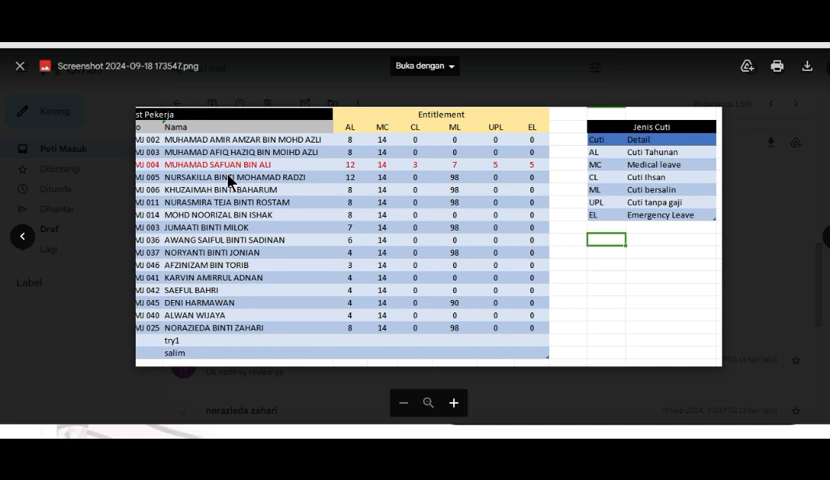 Screenshot 2024-09-18 173547.png
Buka dengan
Karang
Peti Masuk
Dibintangi
Ditunda
Dihantar
Draf
Lagi
Label
st Pekerja Entitlement
o Nama AL MC CL ML UPL EL
MJ 002 MUHAMAD AMIR AMZAR BIN MOHD AZLI 8 14 0 0 0 0
MJ 003 MUHAMAD AFIQ HAZIQ BIN MOIHD AZLI 8 14 0 0 0 0
MJ 004 MUHAMAD SAFUAN BIN ALI 12 14 3 7 5 5
MJ 005 NURSAKILLA BINTI MOHAMAD RADZI 12 14 0 98 0 0
MJ 006 KHUZAIMAH BINTI BAHARUM 8 14 0 98 0 0
MJ 011 NURASMIRA TEJA BINTI ROSTAM 8 14 0 98 0 0
MJ 014 MOHD NOORIZAL BIN ISHAK 8 14 0 0 0 0
MJ 003 JUMAATI BINTI MILOK 7 14 0 98 0 0
MJ 036 AWANG SAIFUL BINTI SADINAN 6 14 0 0 0 0
MJ 037 NORYANTI BINTI JONIAN 4 14 0 98 0 0
MJ 046 AFZINIZAM BIN TORIB 3 14 0 0 0 0
MJ 041 KARVIN AMIRRUL ADNAN 4 14 0 0 0 0
MJ 042 SAEFUL BAHRI 4 14 0 0 0 0
MJ 045 DENI HARMAWAN 4 14 0 90 0 0
MJ 040 ALWAN WIJAYA 4 14 0 0 0 0
MJ 025 NORAZIEDA BINTI ZAHARI 8 14 0 98 0 0
try1
salim
Jenis Cuti
Cuti Detail
AL Cuti Tahunan
MC Medical leave
CL Cuti Ihsan
ML Cuti bersalin
UPL Cuti tanpa gaji
EL Emergency Leave
norazieda zahari